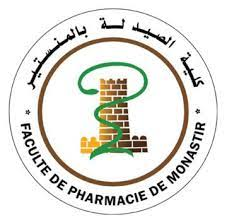 كلية الصيدلة بالمنستير
* FACULTE DE PHARMACIE DE MONASTIR *